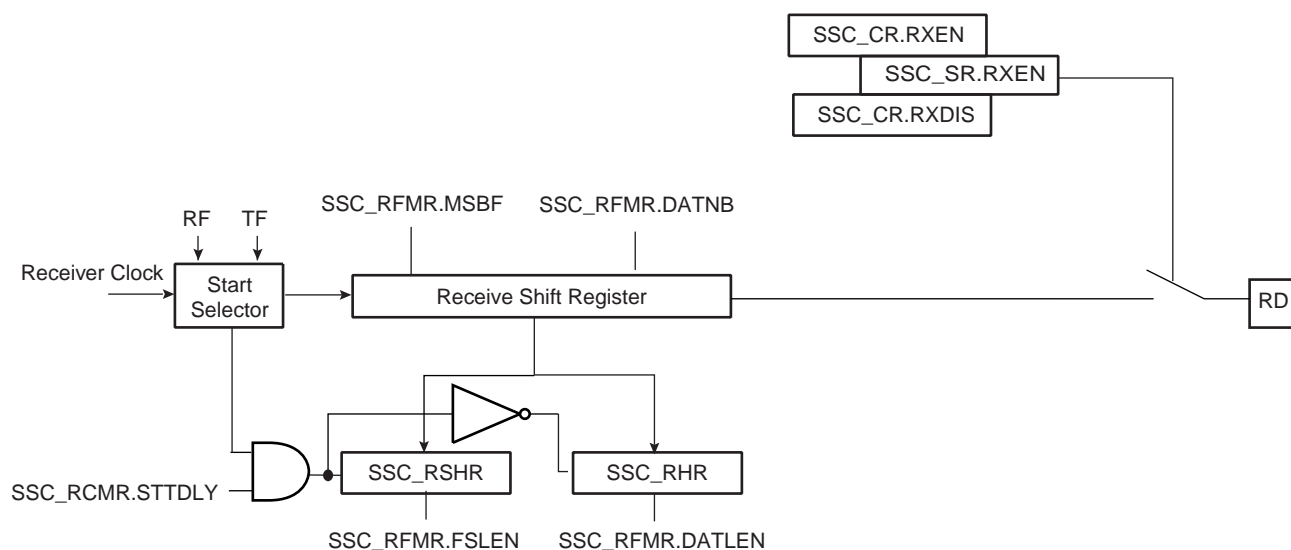 SSC_CR.RXEN
SSC_SR.RXEN
SSC_CR.RXDIS
SSC_RFMR.MSBF
SSC_RFMR.DATNB
RF
TF
Receiver Clock
Start
Selector
Receive Shift Register
RD
SSC_RSHR
SSC_RHR
SSC_RCMR.STTDLY
SSC_RFMR.FSLEN
SSC_RFMR.DATLEN